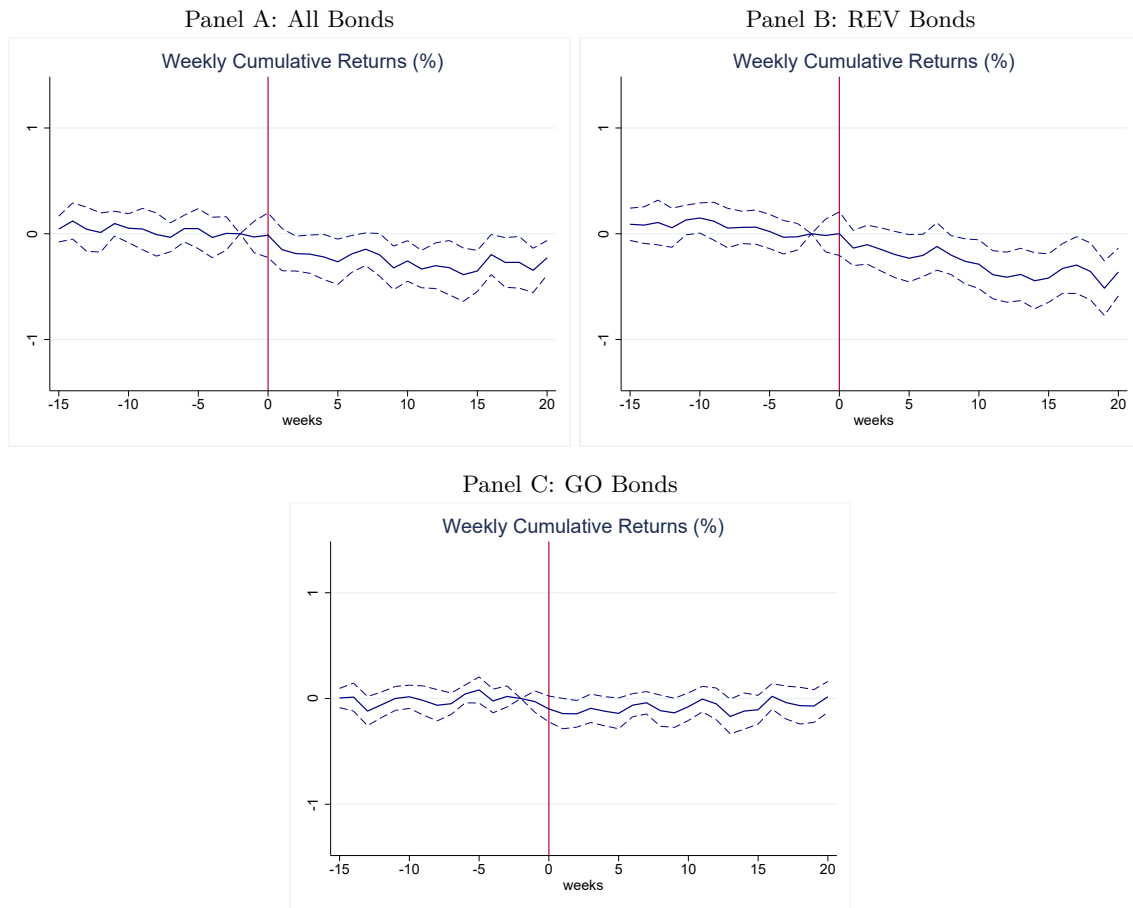 Panel A: All Bonds
Weekly Cumulative Returns (%)
1
0
-1
-15 -10 -5 0 5 10 15 20
weeks
Panel B: REV Bonds
Weekly Cumulative Returns (%)
1
0
-1
-15 -10 -5 0 5 10 15 20
weeks
Panel C: GO Bonds
Weekly Cumulative Returns (%)
1
0
-1
-15 -10 -5 0 5 10 15 20
weeks